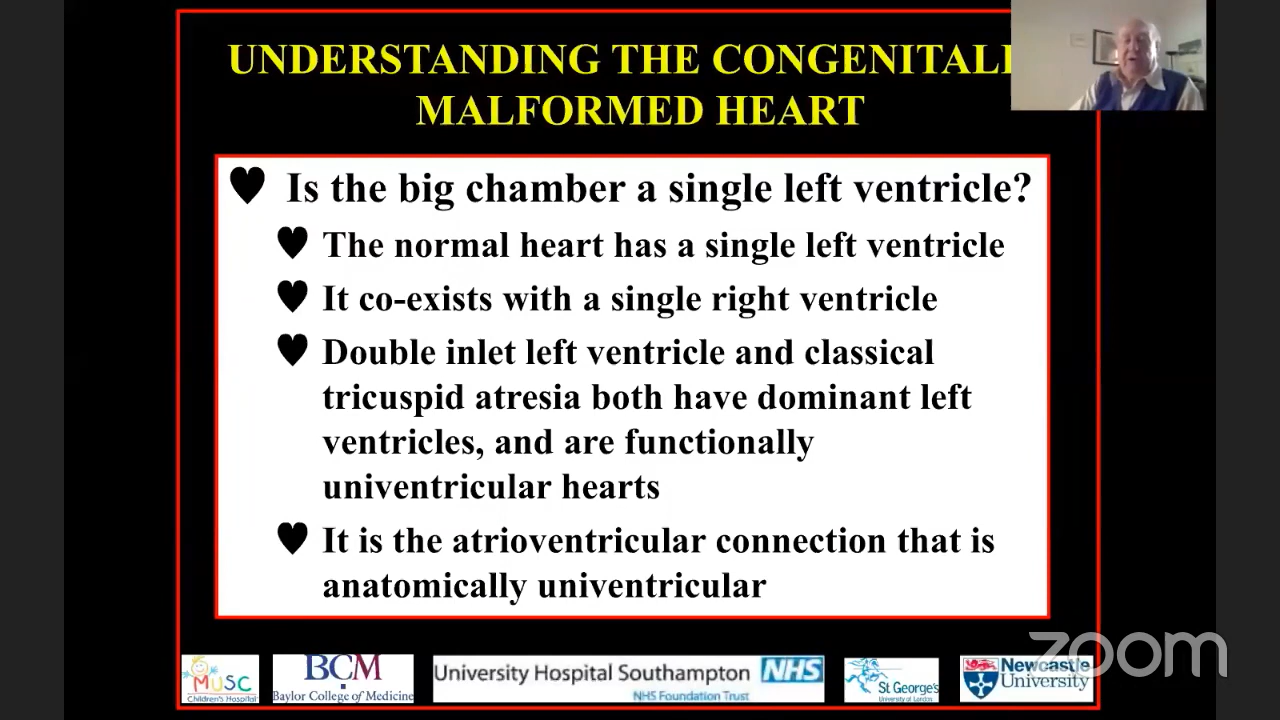 UNDERSTANDING THE CONGENITALL
MALFORMED HEART
Is the big chamber a single left ventricle?
The normal heart has a single left ventricle
It co-exists with a single right ventricle
Double inlet left ventricle and classical
tricuspid atresia both have dominant left
ventricles, and are functionally
univentricular hearts
It is the atrioventricular connection that is
anatomically univentricular
MUSC
Children's Hospital
BCM
Baylor College of Medicine
University Hospital Southampton NHS
NHS Foundation Trust
St George's
University of London
Newcastle
University
zoom